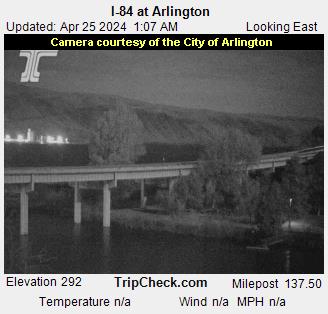 I-84 at Arlington
Updated: Apr 25 2024 1:07 AM Looking East
Camera courtesy of the City of Arlington
Elevation 292 TripCheck.com Milepost 137.50
Temperature n/a Wind n/a MPH n/a